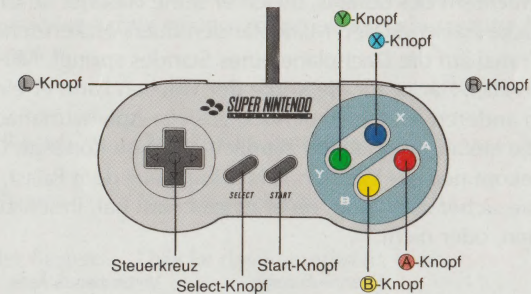 Y-Knopf
X-Knopf
L-Knopf
R-Knopf
SUPER NINTENDO
X
A
Y
B
SELECT
START
Steuerkreuz
Start-Knopf
A-Knopf
Select-Knopf
B-Knopf